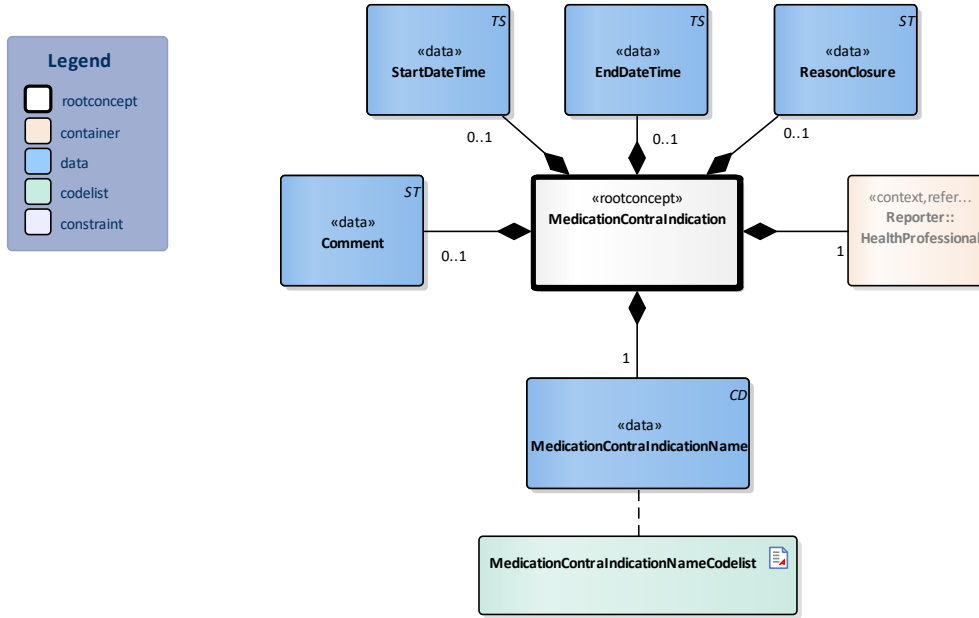 Legend
rootconcept
container
data
codelist
constraint
TS
«data»
StartDateTime
0..1
TS
«data»
EndDateTime
0..1
ST
«data»
ReasonClosure
0..1
ST
«data»
Comment
0..1
«rootconcept»
MedicationContraIndication
«context,refer...
Reporter::
HealthProfessional
1
1
CD
«data»
MedicationContraIndicationName
MedicationContraIndicationNameCodelist